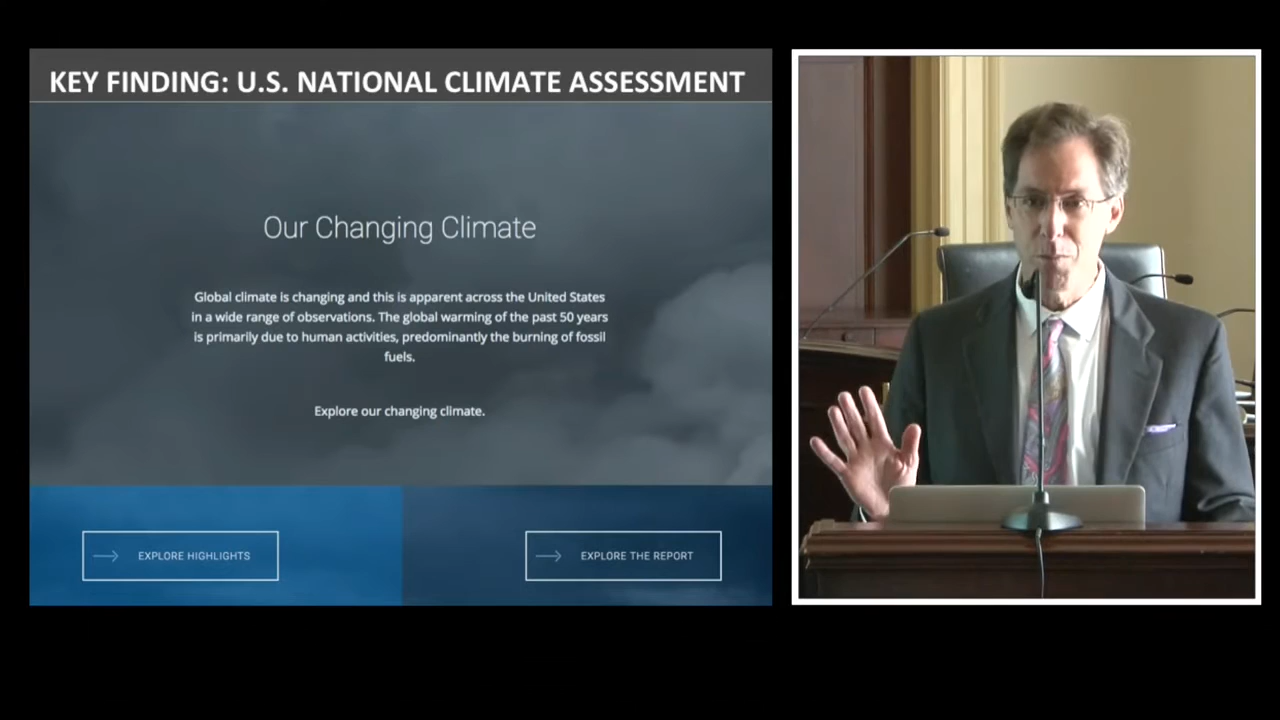 KEY FINDING: U.S. NATIONAL CLIMATE ASSESSMENT
Our Changing Climate
Global climate is changing and this is apparent across the United States
in a wide range of observations. The global warming of the past 50 years
is primarily due to human activities, predominantly the burning of fossil
fuels.
Explore our changing climate.
EXPLORE HIGHLIGHTS
EXPLORE THE REPORT